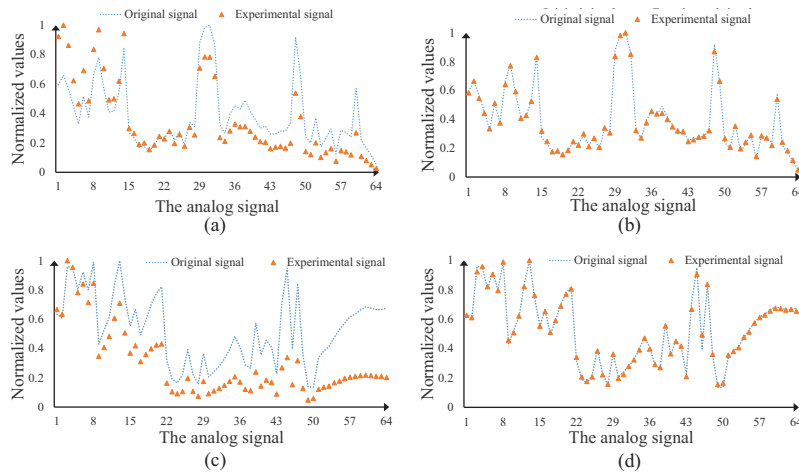 Original signal
Experimental signal
Normalized values
1
0.8
0.6
0.4
0.2
0
1 8 15 22 29 36 43 50 57 64
The analog signal
(a)
Normalized values
1
0.8
0.6
0.4
0.2
0
1 8 15 22 29 36 43 50 57 64
The analog signal
(b)
Original signal
Experimental signal
Normalized values
1
0.8
0.6
0.4
0.2
0
1 8 15 22 29 36 43 50 57 64
The analog signal
(c)
Original signal
Experimental signal
Normalized values
1
0.8
0.6
0.4
0.2
0
1 8 15 22 29 36 43 50 57 64
The analog signal
(d)
Original signal
Experimental signal